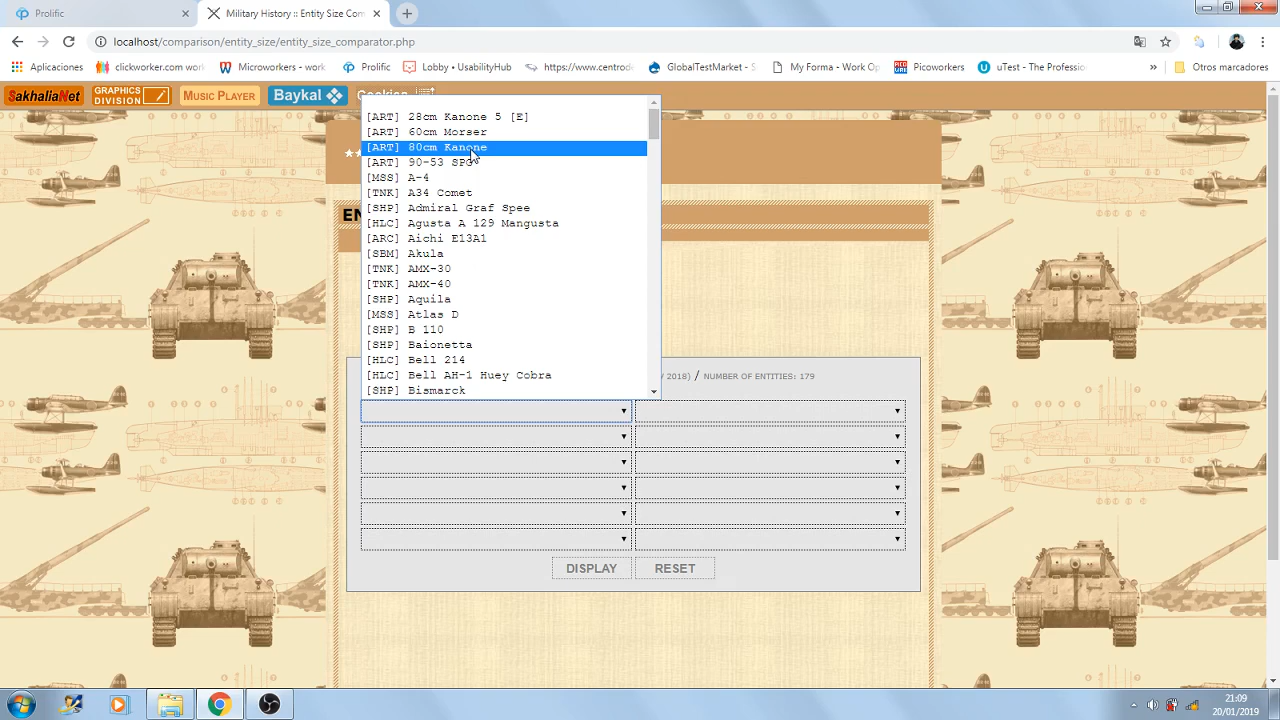 Prolific
Military History :: Entity Size Com
localhost/comparison/entity_size/entity_size_comparator.php
Aplicaciones
clickworker.com work
Microworkers - work
Prolific
Lobby · UsabilityHub
https://www.centrode
GlobalTestMarket - S
My Forma · Work Op
Picoworkers
uTest - The Professio
»
Otros marcadores
SakhaliaNet
GRAPHICS DIVISION
MUSIC PLAYER
Baykal
[ART] 28cm Kanone 5 [E]
[ART] 60cm Morser
[ART] 80cm Kanone
[ART] 90-53 SPG
[MSS] A-4
[TNK] A34 Comet
[SHP] Admiral Graf Spee
[HLC] Agusta A 129 Mangusta
[ARC] Aichi E13A1
[SBM] Akula
[TNK] AMX-30
[TNK] AMX-40
[SHP] Aquila
[MSS] Atlas D
[SHP] B 110
[SHP] Baionetta
[HLC] Bell 214
[HLC] Bell AH-1 Huey Cobra
[SHP] Bismarck
EN
2018) / NUMBER OF ENTITIES: 179
DISPLAY
RESET
21:09
20/01/2019